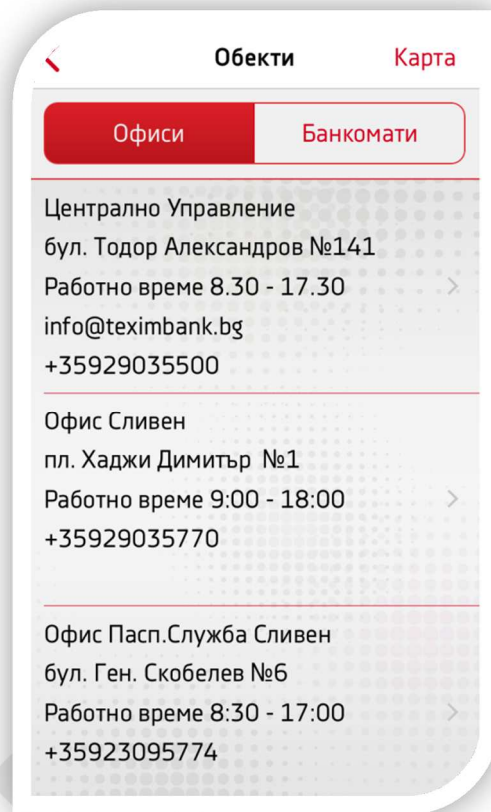 Обекти
Карта
Офиси
Банкомати
Централно Управление
бул. Тодор Александров №141
Работно време 8.30 - 17.30
info@teximbank.bg
+35929035500
Офис Сливен
пл. Хаджи Димитър №1
Работно време 9:00 - 18:00
+35929035770
Офис Пасп.Служба Сливен
бул. Ген. Скобелев №6
Работно време 8:30 - 17:00
+35923095774